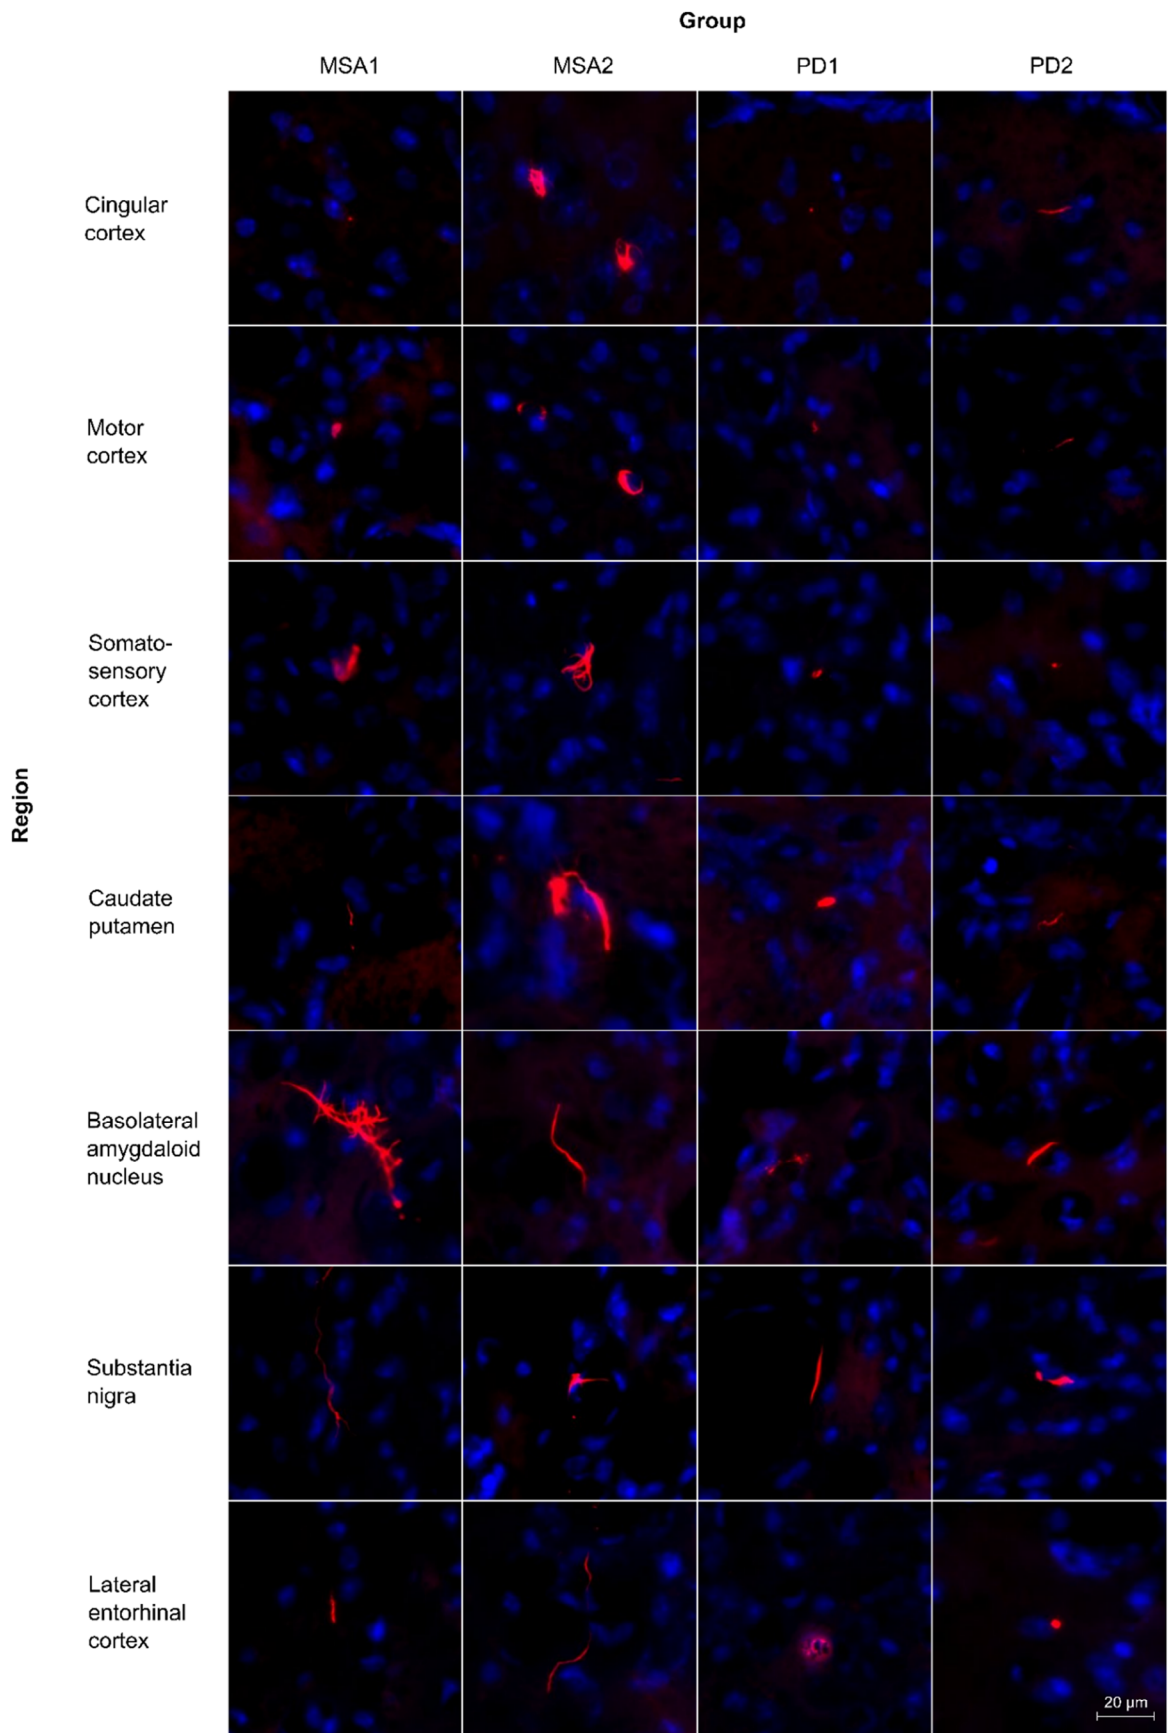 Group
MSA1 MSA2 PD1 PD2
Cingular
cortex
Motor
cortex
Somato-
sensory
cortex
Region
Caudate
putamen
Basolateral
amygdaloid
nucleus
Substantia
nigra
Lateral
entorhinal
cortex
20 µm